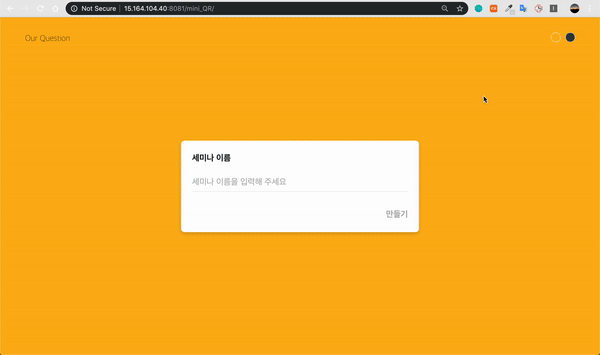 Not Secure | 15.164.104.40:8081/mini_QR/
Our Question
세미나 이름
세미나 이름을 입력해 주세요
만들기